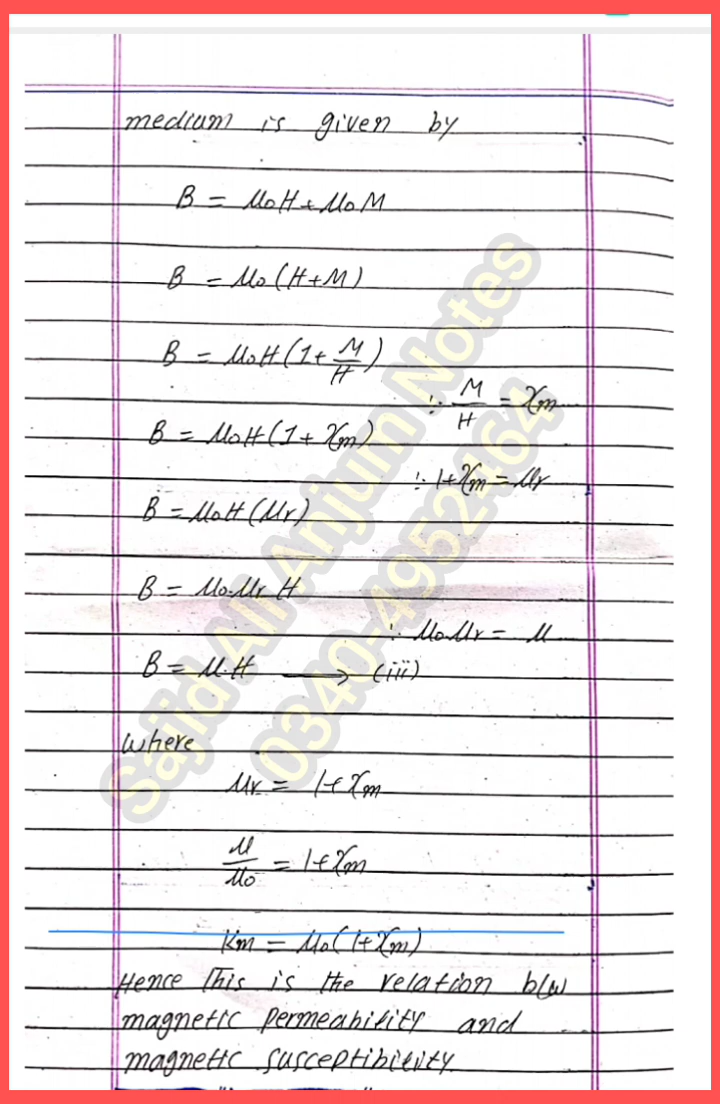 medium is given by
B = μ₀H + μ₀M
B = μ₀(H+M)
B = μ₀H(1+ M/H)
∵ M/H = χm
B = μ₀H(1+χm)
∵ 1+χm = μr
B = μ₀H(μr)
B = μ₀μr H
∵ μ₀μr = μ
B = μH ⟶ (iii)
where
μr = 1+χm
μ/μ₀ = 1+χm
Km = μ₀(1+χm)
Hence This is the relation b/w
magnetic permeability and
magnetic susceptibility.
Sajid Ali Anjum Notes
0340-4952464